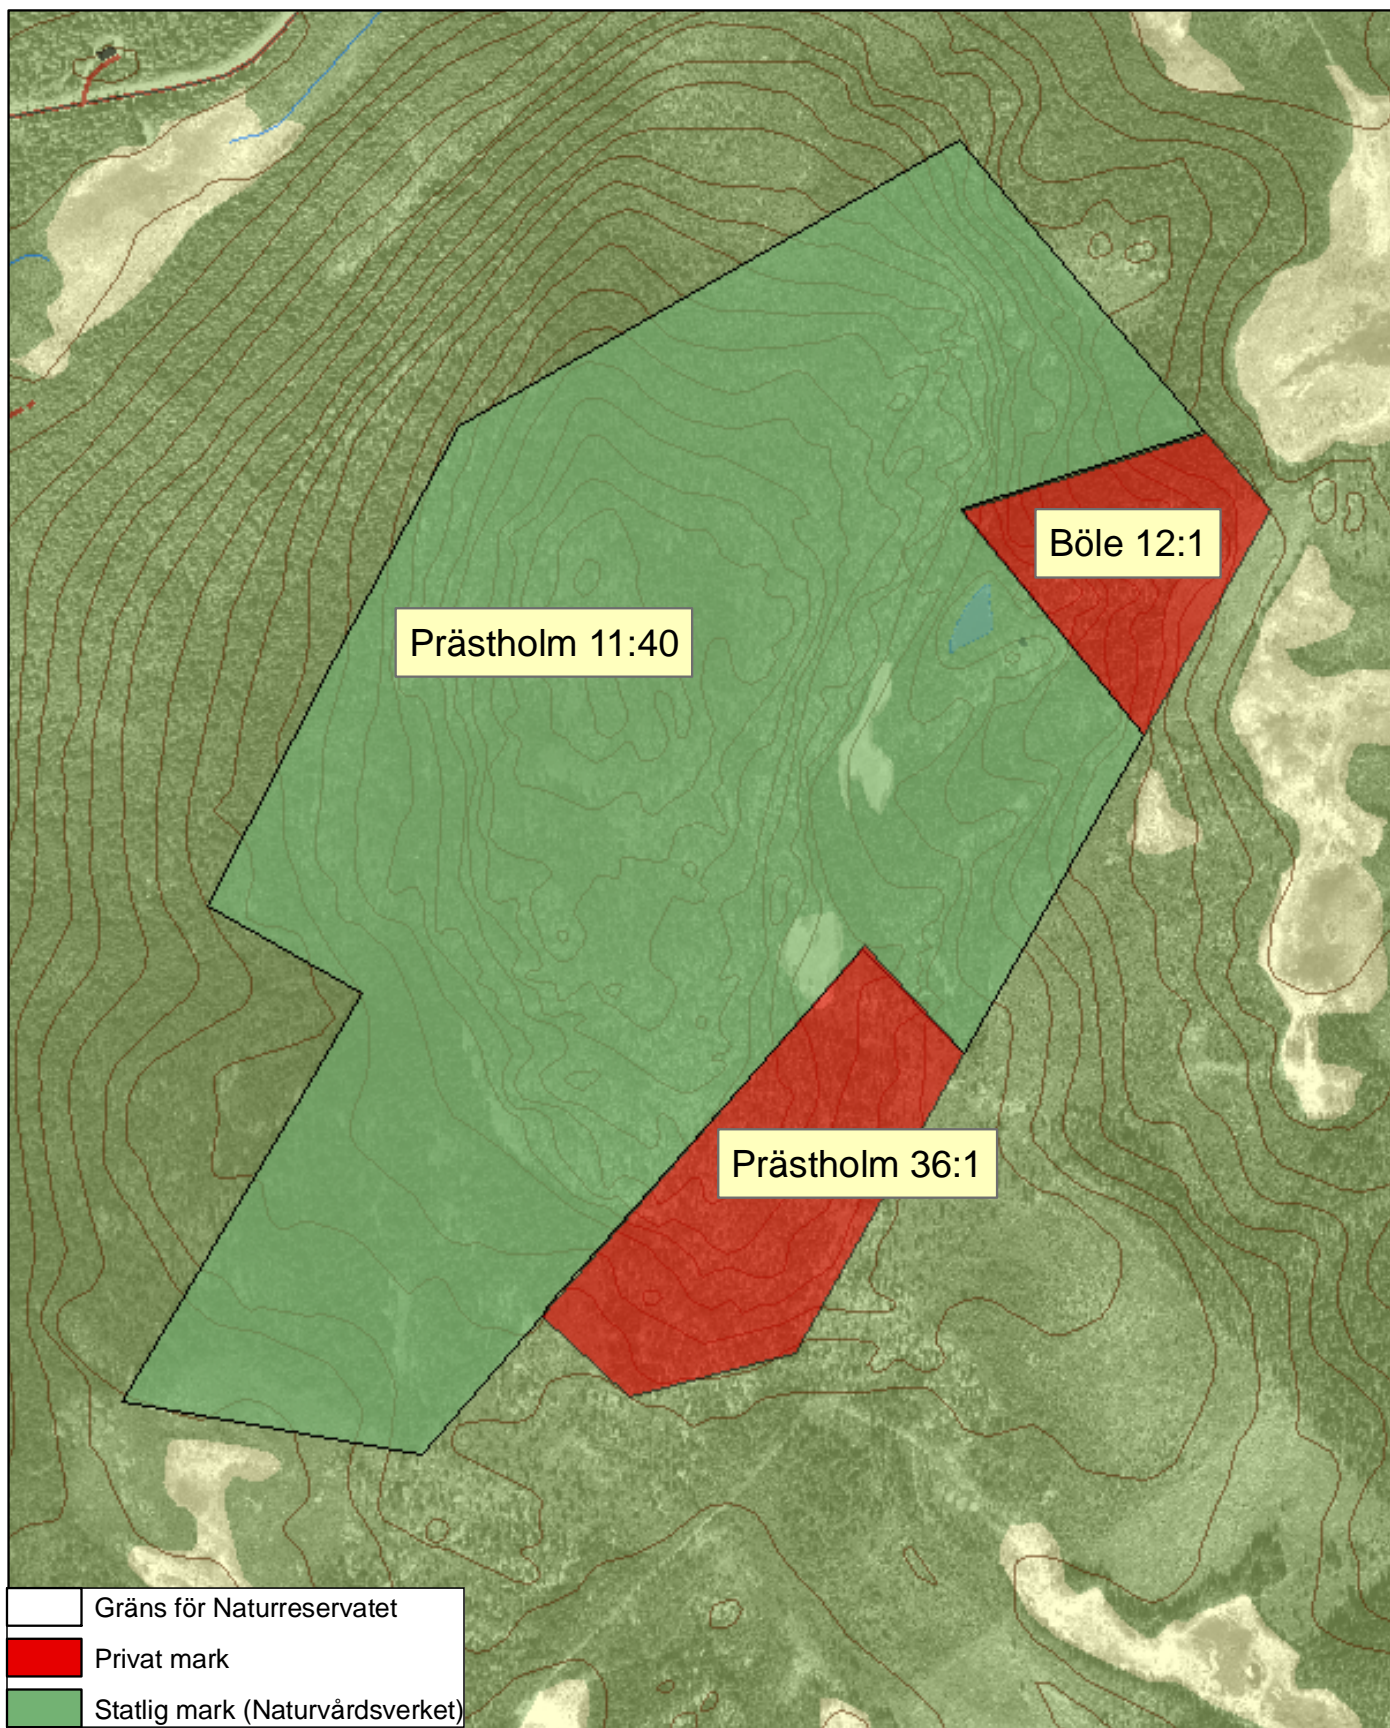 Böle 12:1
Prästholm 11:40
Prästholm 36:1
Gräns för Naturreservatet
Privat mark
Statlig mark (Naturvårdsverket)